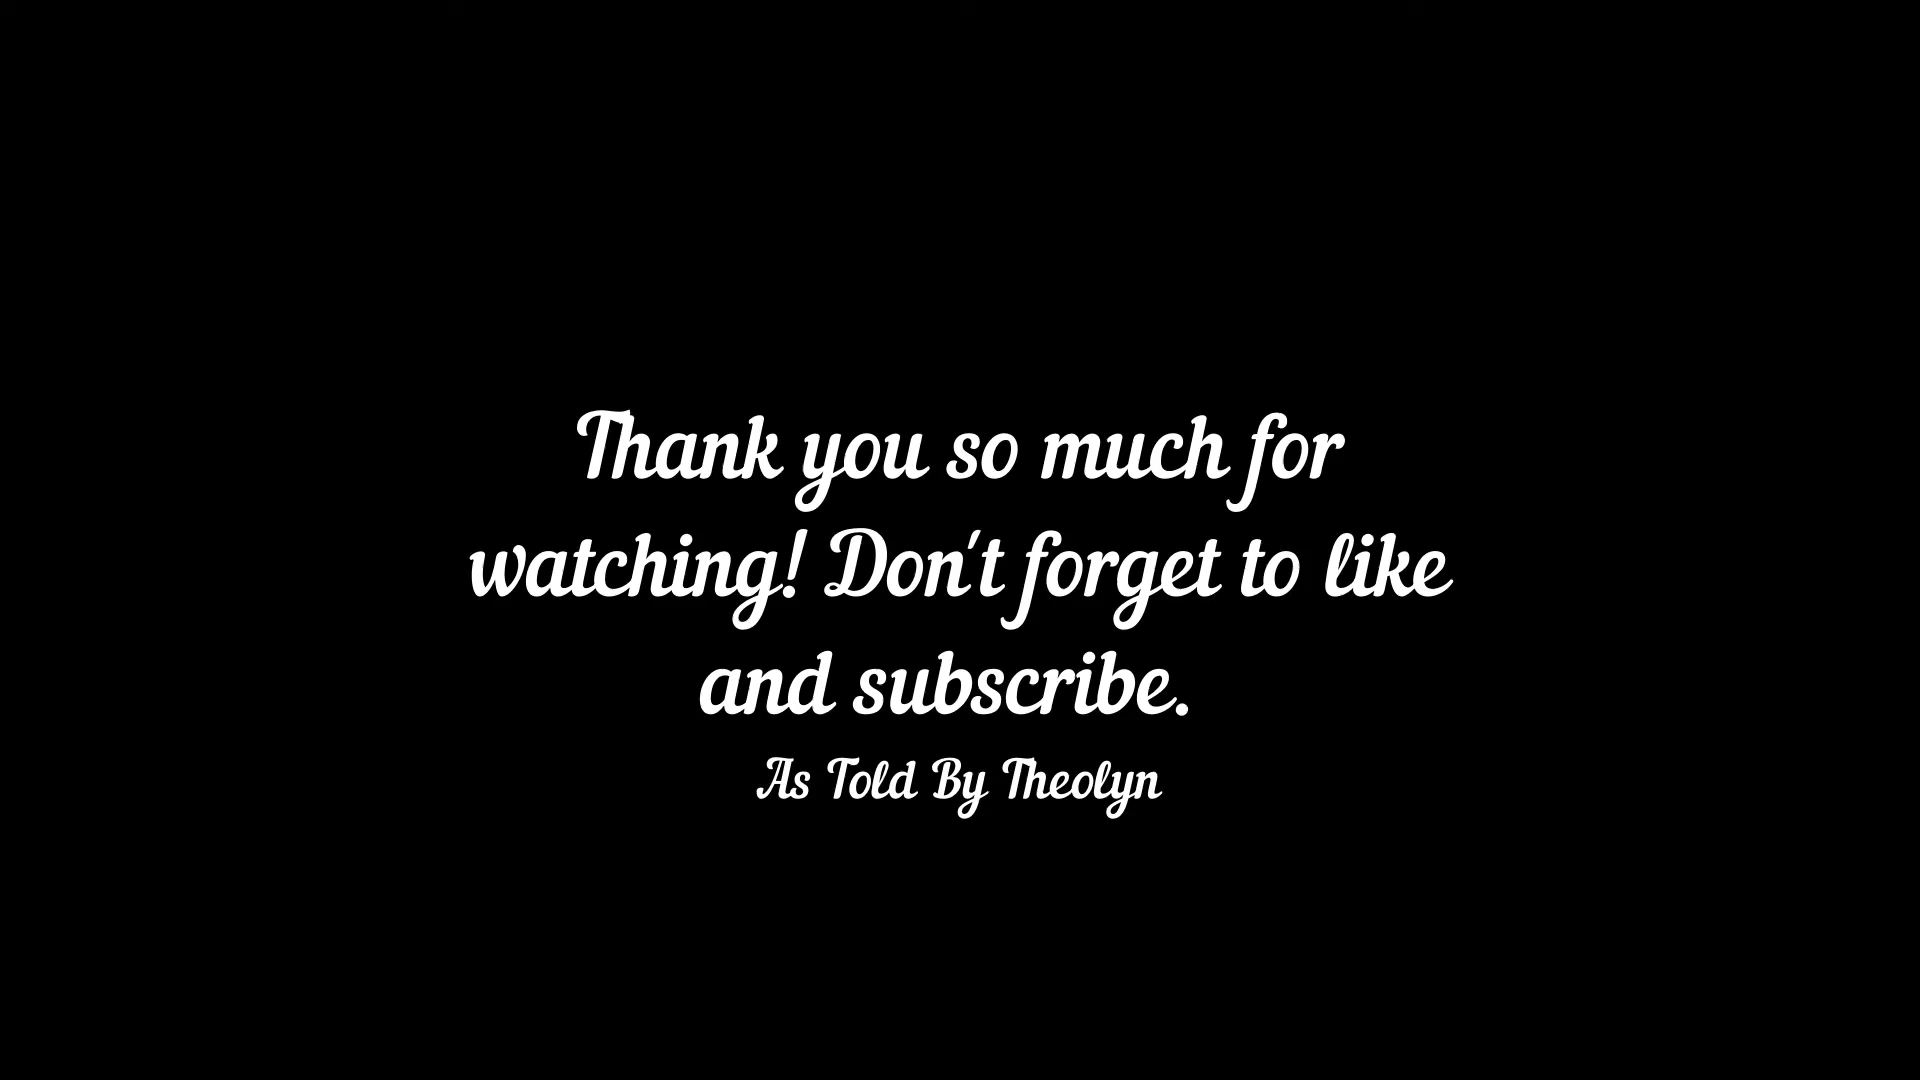 Thank you so much for
watching! Don't forget to like
and subscribe.
As Told By Theolyn